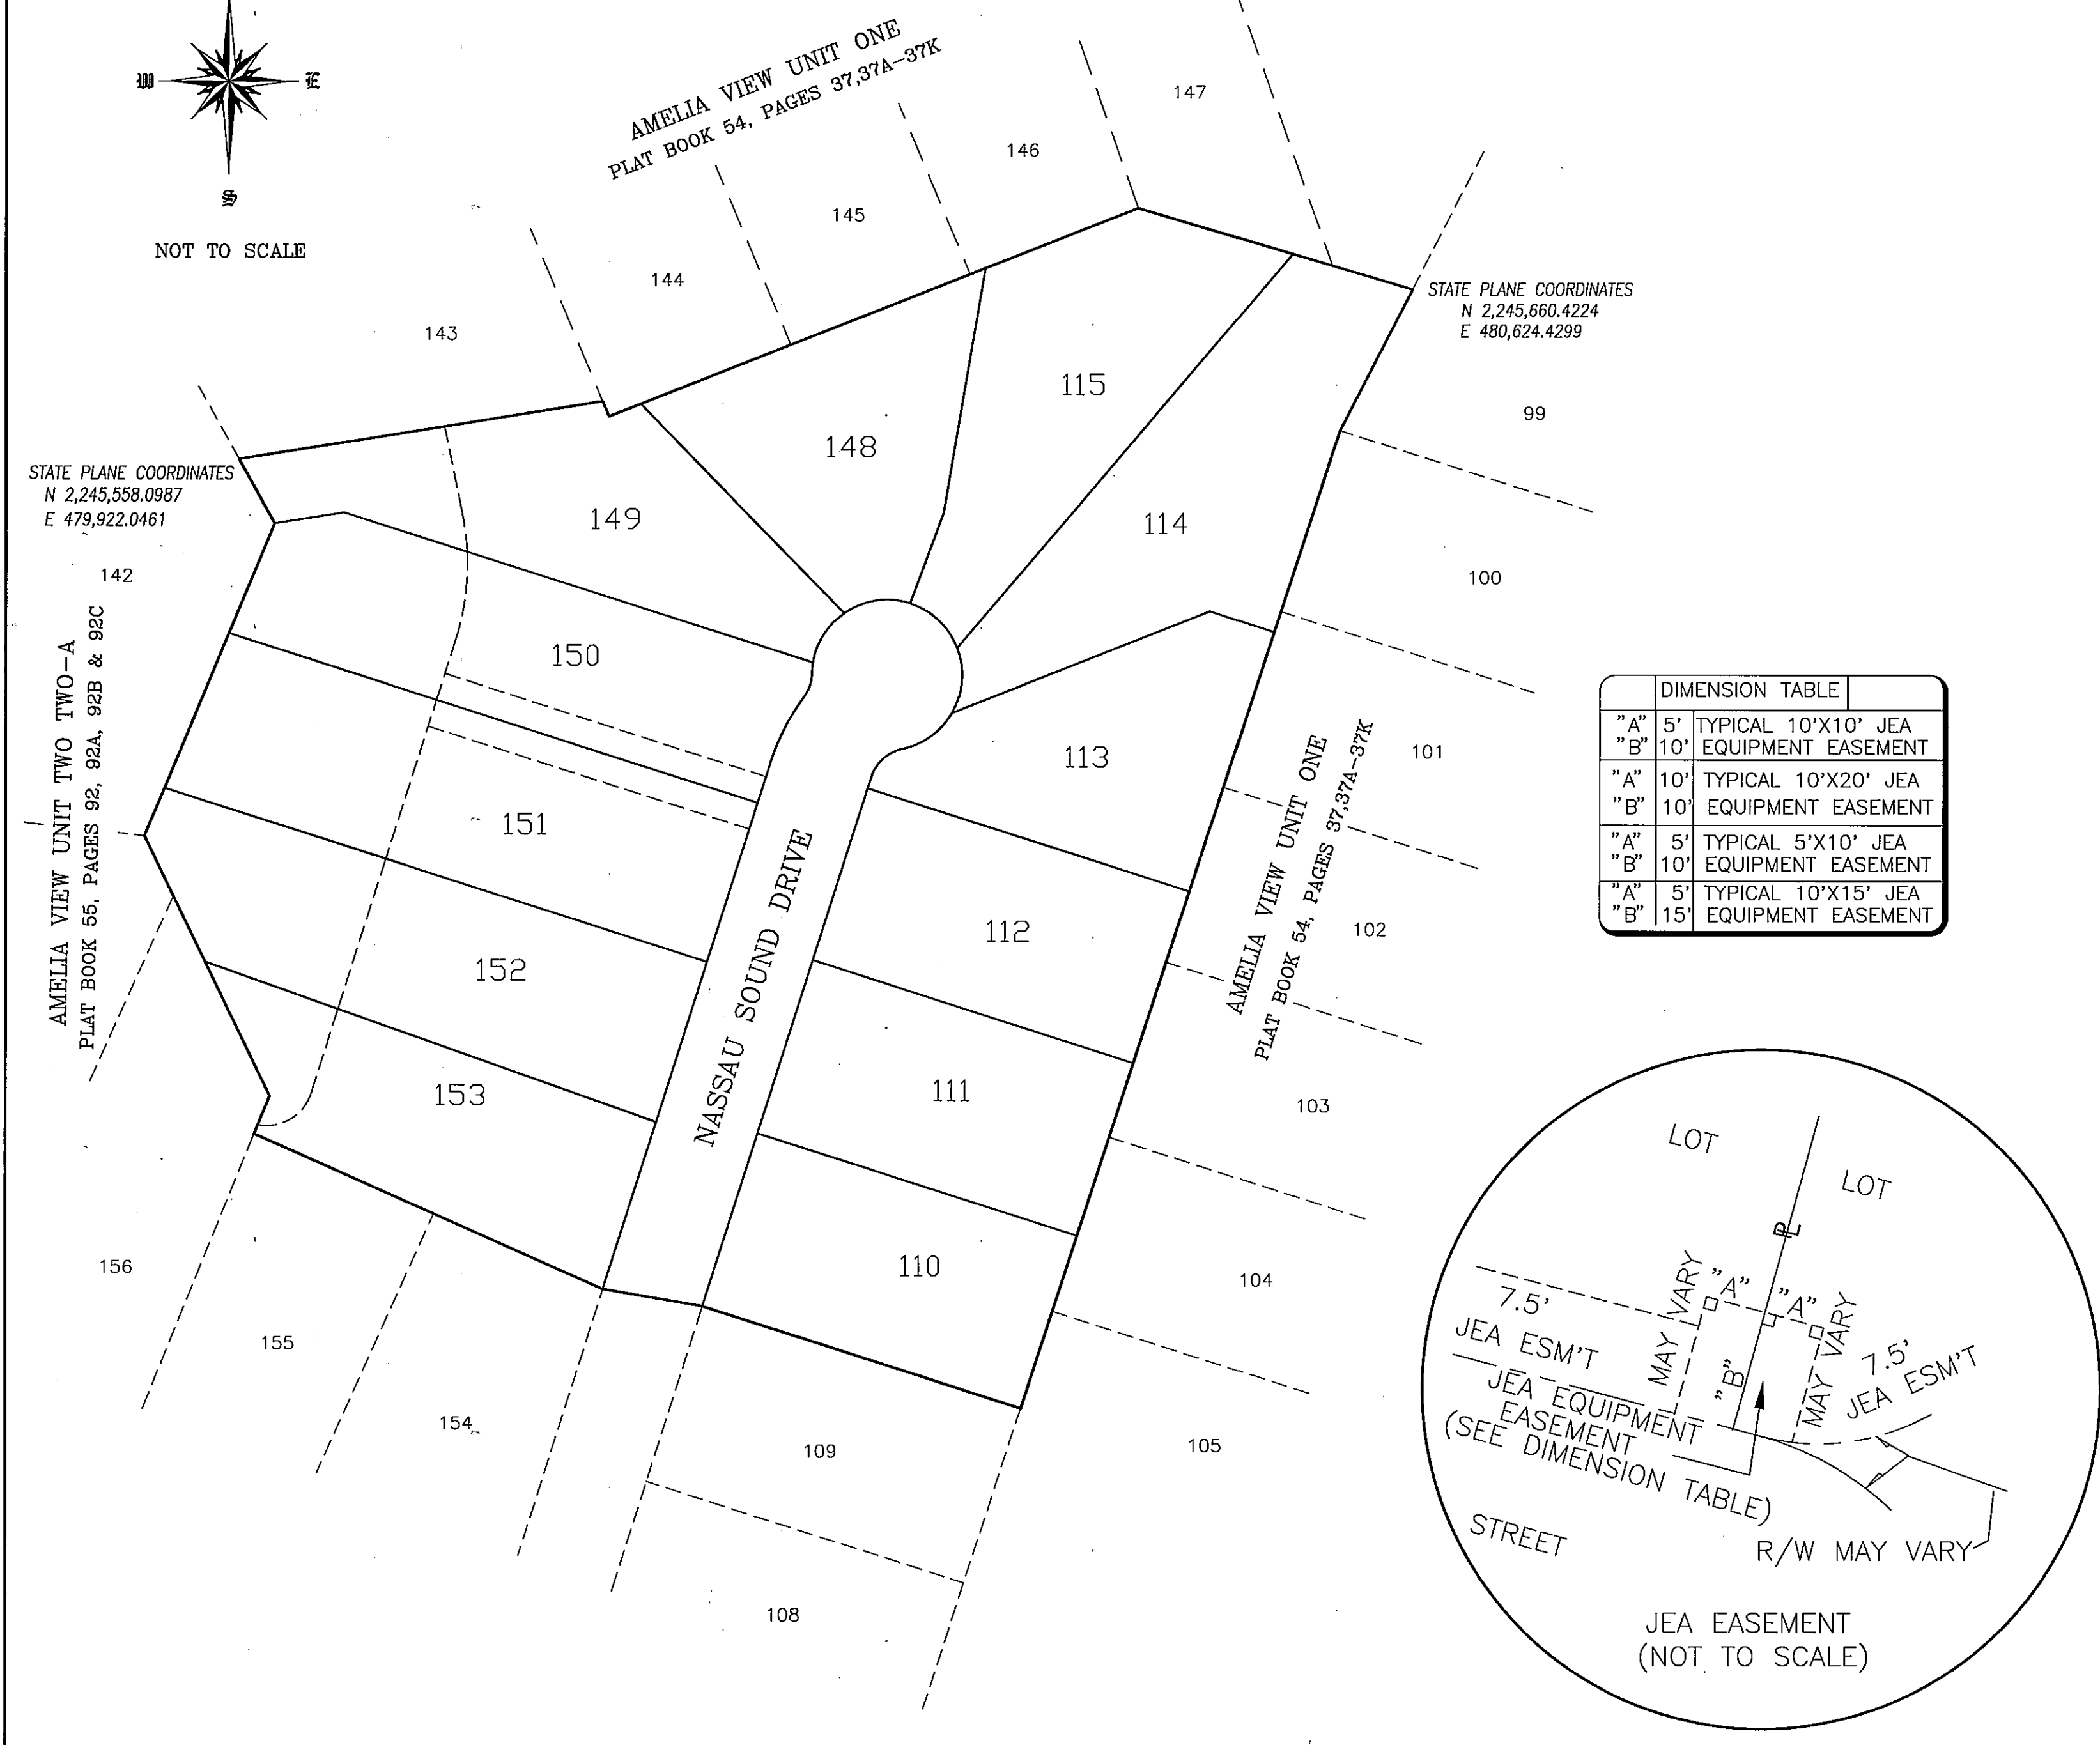 W
E
S
NOT TO SCALE
AMELIA VIEW UNIT ONE
PLAT BOOK 54, PAGES 37,37A-37K
147
146
145
144
143
STATE PLANE COORDINATES
N 2,245,660.4224
E 480,624.4299
115
99
148
STATE PLANE COORDINATES
N 2,245,558.0987
E 479,922.0461
149
114
142
100
150
AMELIA VIEW UNIT TWO TWO-A
PLAT BOOK 55, PAGES 92, 92A, 92B & 92C
113
101
AMELIA VIEW UNIT ONE
PLAT BOOK 54, PAGES 37,37A-37K
DIMENSION TABLE
"A" 5' TYPICAL 10'X10' JEA
"B" 10' EQUIPMENT EASEMENT
"A" 10' TYPICAL 10'X20' JEA
"B" 10' EQUIPMENT EASEMENT
"A" 5' TYPICAL 5'X10' JEA
"B" 10' EQUIPMENT EASEMENT
"A" 5' TYPICAL 10'X15' JEA
"B" 15' EQUIPMENT EASEMENT
151
NASSAU SOUND DRIVE
112
102
152
111
103
153
110
104
156
155
154
109
105
108
LOT
LOT
PL
MAY VARY
"A"
"A"
MAY VARY
7.5'
JEA ESM'T
"B"
7.5'
JEA ESM'T
JEA EQUIPMENT
EASEMENT
(SEE DIMENSION TABLE)
STREET
R/W MAY VARY
JEA EASEMENT
(NOT TO SCALE)